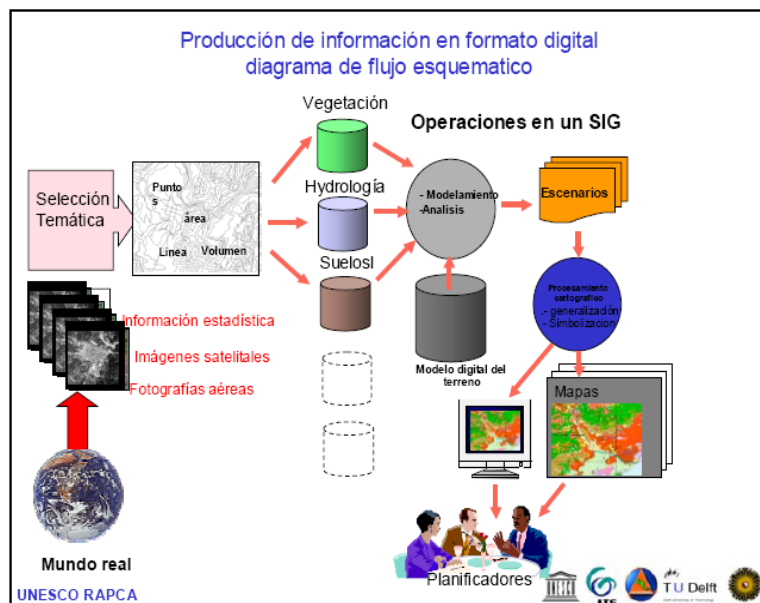 Producción de información en formato digital
diagrama de flujo esquematico
Vegetación
Operaciones en un SIG
Selección
Temática
Punto
s
área
Linea
Volumen
Hydrología
- Modelamiento
-Analisis
Escenarios
Suelosl
Procesamiento
cartografico
.- generalización
- Simbolizacion
Información estadística
Imágenes satelitales
Fotografías aéreas
Modelo digital del
terreno
Mapas
Mundo real
Planificadores
UNESCO RAPCA
UNESCO
ITC
TU Delft